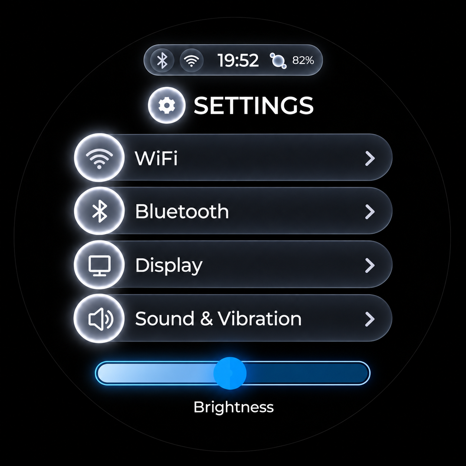 19:52 82%
SETTINGS
WiFi
Bluetooth
Display
Sound & Vibration
Brightness